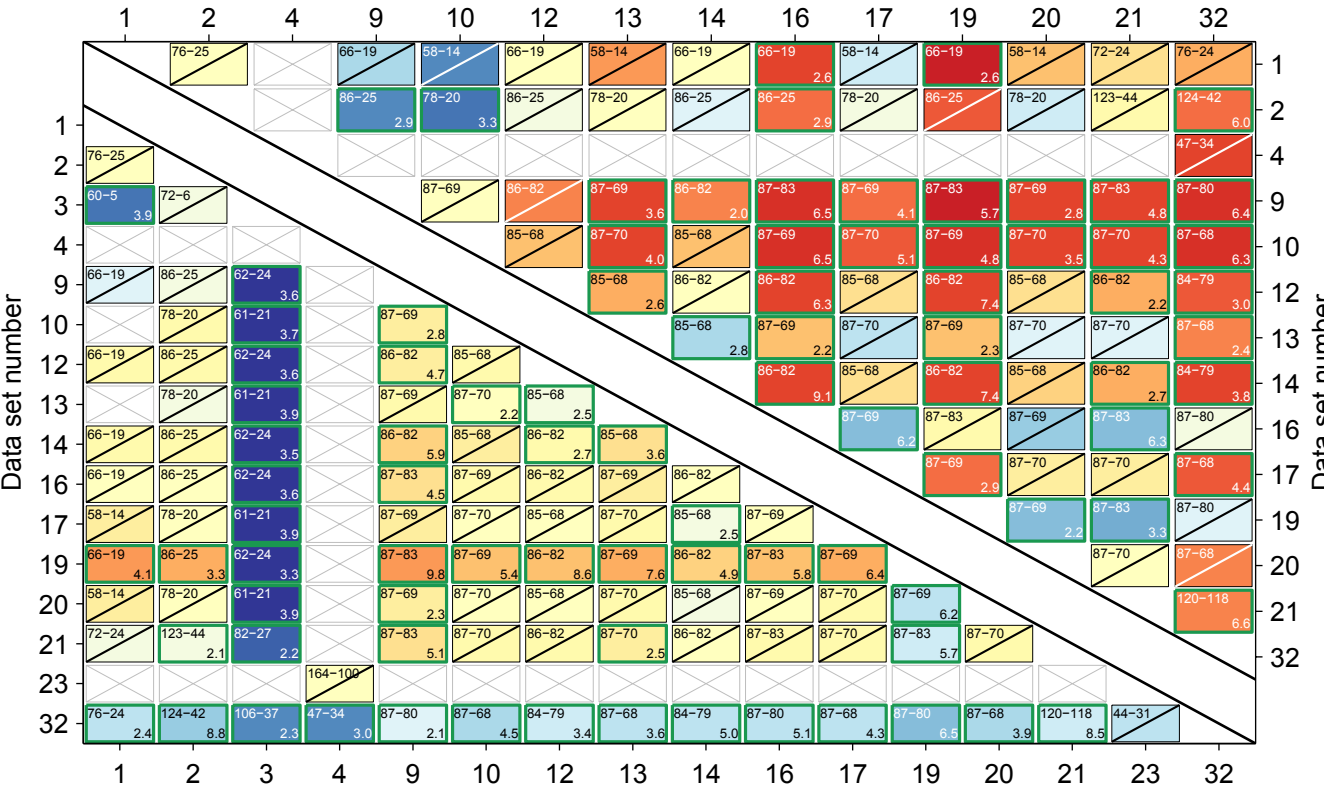 1 2 4 9 10 12 13 14 16 17 19 20 21 32
76−25 66−19 58−14 66−19 58−14 66−19 66−19 2.6 58−14 66−19 2.6 58−14 72−24 76−24 1
86−25 2.9 78−20 3.3 86−25 78−20 86−25 86−25 2.9 78−20 86−25 78−20 123−44 124−42 6.0 2
1
47−34 4
2 76−25
87−69 86−82 87−69 3.6 86−82 2.0 87−83 6.5 87−69 4.1 87−83 5.7 87−69 2.8 87−83 4.8 87−80 6.4 9
3 60−5 3.9 72−6
85−68 87−70 4.0 85−68 87−69 6.5 87−70 5.1 87−69 4.8 87−70 3.5 87−70 4.3 87−68 6.3 10
4
85−68 2.6 86−82 86−82 6.3 85−68 86−82 7.4 85−68 86−82 2.2 84−79 3.0 12
9 66−19 86−25 62−24 3.6
85−68 2.8 87−69 2.2 87−70 87−69 2.3 87−70 87−70 87−68 2.4 13
10 78−20 61−21 3.7 87−69 2.8
86−82 9.1 85−68 86−82 7.4 85−68 86−82 2.7 84−79 3.8 14
12 66−19 86−25 62−24 3.6 86−82 4.7 85−68
87−69 6.2 87−83 87−69 87−83 6.3 87−80 16
13 78−20 61−21 3.9 87−69 87−70 2.2 85−68 2.5
87−69 2.9 87−70 87−70 87−68 4.4 17
14 66−19 86−25 62−24 3.5 86−82 5.9 85−68 86−82 2.7 85−68 3.6
87−69 2.2 87−83 3.3 87−80 19
16 66−19 86−25 62−24 3.6 87−83 4.5 87−69 86−82 87−69 86−82
87−70 87−68 20
17 58−14 78−20 61−21 3.9 87−69 87−70 85−68 87−70 85−68 2.5 87−69
120−118 6.6 21
19 66−19 4.1 86−25 3.3 62−24 3.3 87−83 9.8 87−69 5.4 86−82 8.6 87−69 7.6 86−82 4.9 87−83 5.8 87−69 6.4
20 58−14 78−20 61−21 3.9 87−69 2.3 87−70 85−68 87−70 85−68 87−69 87−70 87−69 6.2
32
21 72−24 123−44 2.1 82−27 2.2 87−83 5.1 87−70 86−82 87−70 2.5 86−82 87−83 87−70 87−83 5.7 87−70
23 164−100
32 76−24 2.4 124−42 8.8 106−37 2.3 47−34 3.0 87−80 2.1 87−68 4.5 84−79 3.4 87−68 3.6 84−79 5.0 87−80 5.1 87−68 4.3 87−80 6.5 87−68 3.9 120−118 8.5 44−31
1 2 3 4 9 10 12 13 14 16 17 19 20 21 23 32
Data set number
Data set number